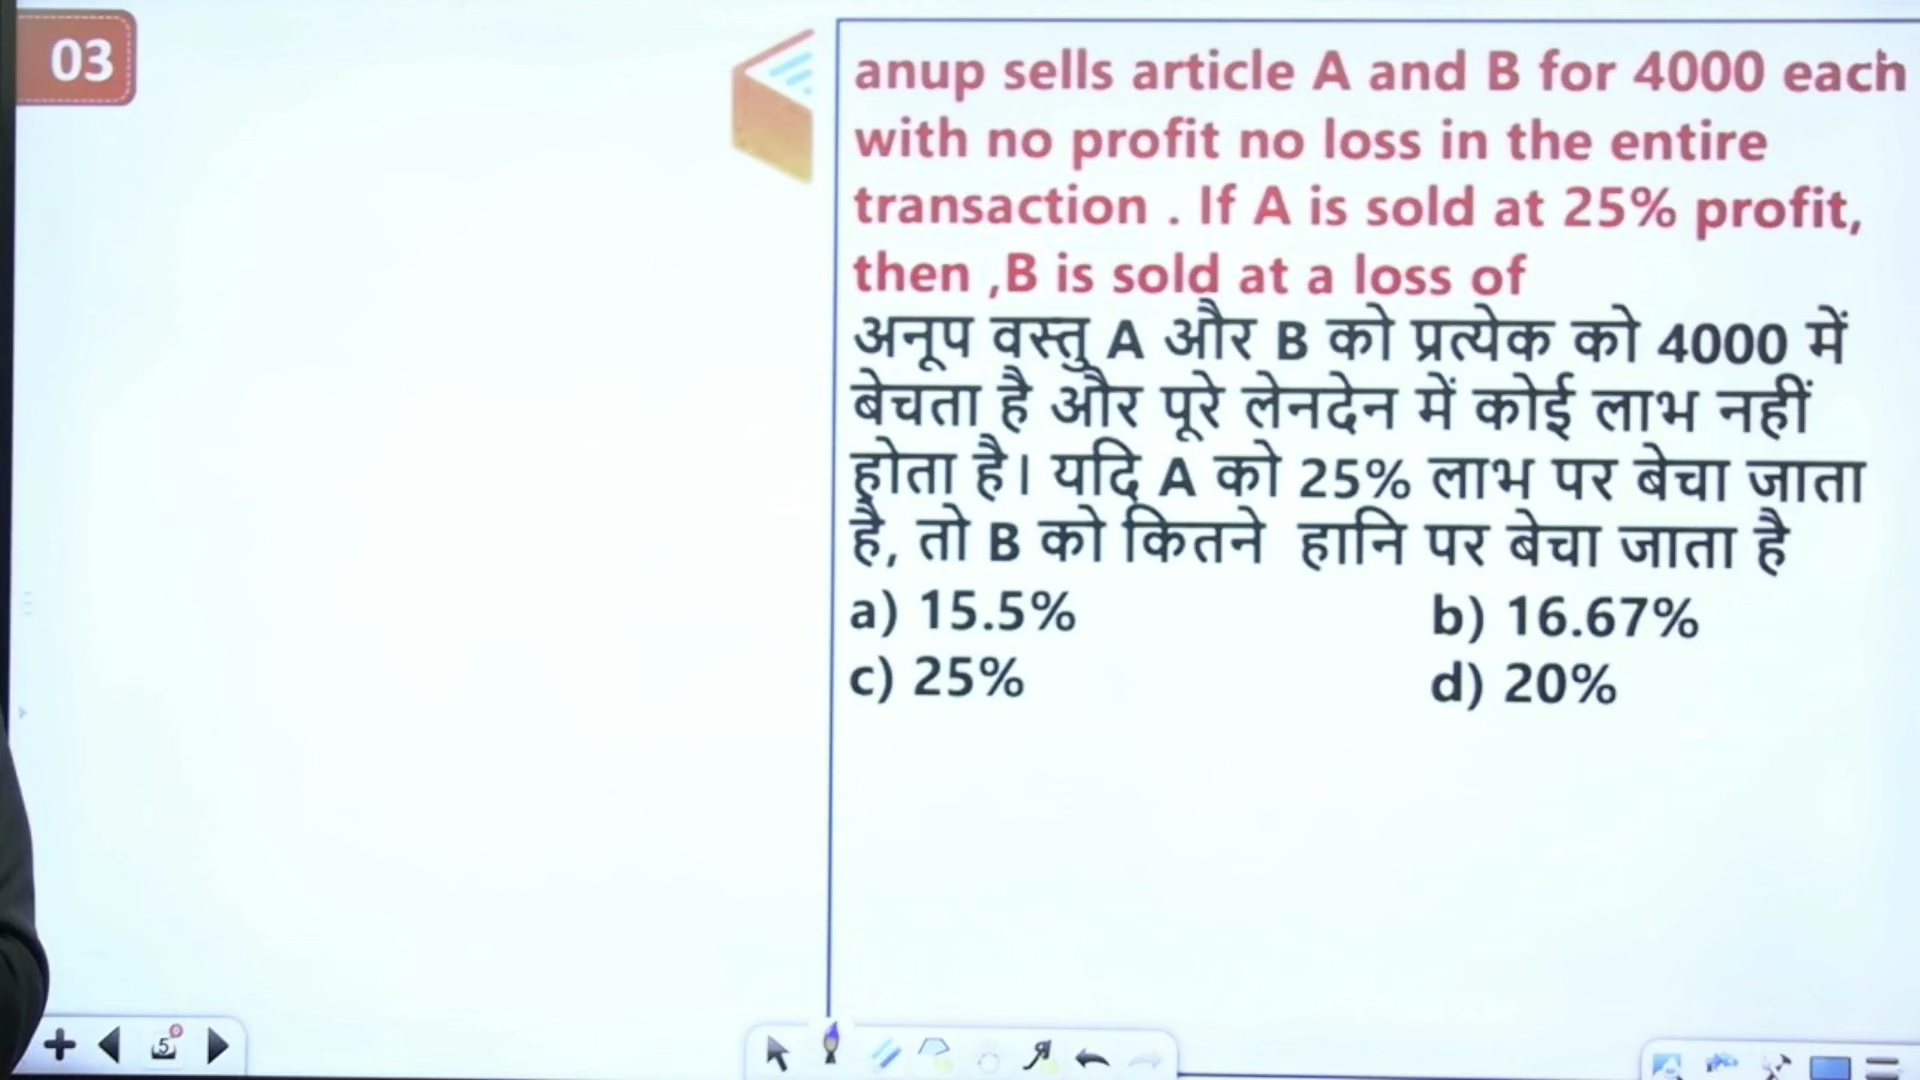 03
anup sells article A and B for 4000 each
with no profit no loss in the entire
transaction . If A is sold at 25% profit,
then ,B is sold at a loss of
अनूप वस्तु A और B को प्रत्येक को 4000 में
बेचता है और पूरे लेनदेन में कोई लाभ नहीं
होता है। यदि A को 25% लाभ पर बेचा जाता
है, तो B को कितने हानि पर बेचा जाता है
a) 15.5% b) 16.67%
c) 25% d) 20%
5